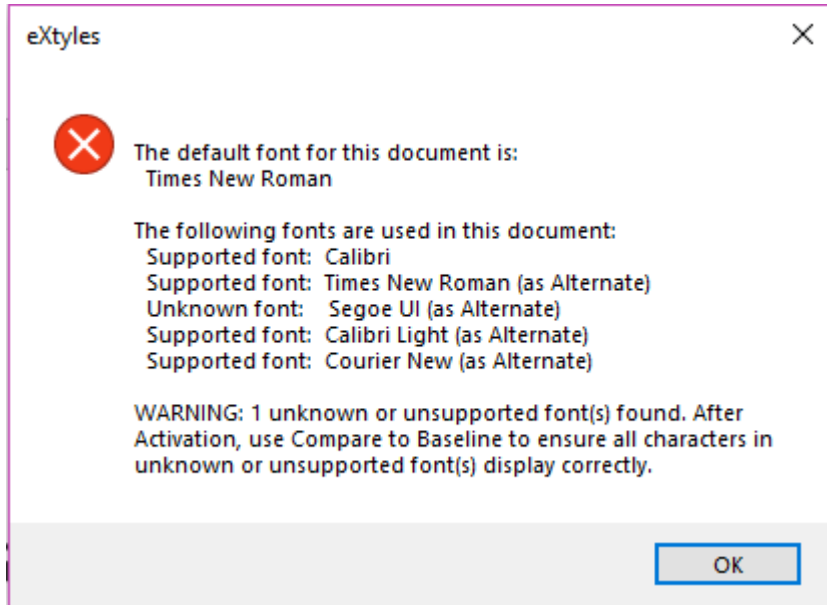 eXtyles
The default font for this document is:
Times New Roman
The following fonts are used in this document:
Supported font: Calibri
Supported font: Times New Roman (as Alternate)
Unknown font: Segoe UI (as Alternate)
Supported font: Calibri Light (as Alternate)
Supported font: Courier New (as Alternate)
WARNING: 1 unknown or unsupported font(s) found. After
Activation, use Compare to Baseline to ensure all characters in
unknown or unsupported font(s) display correctly.
OK